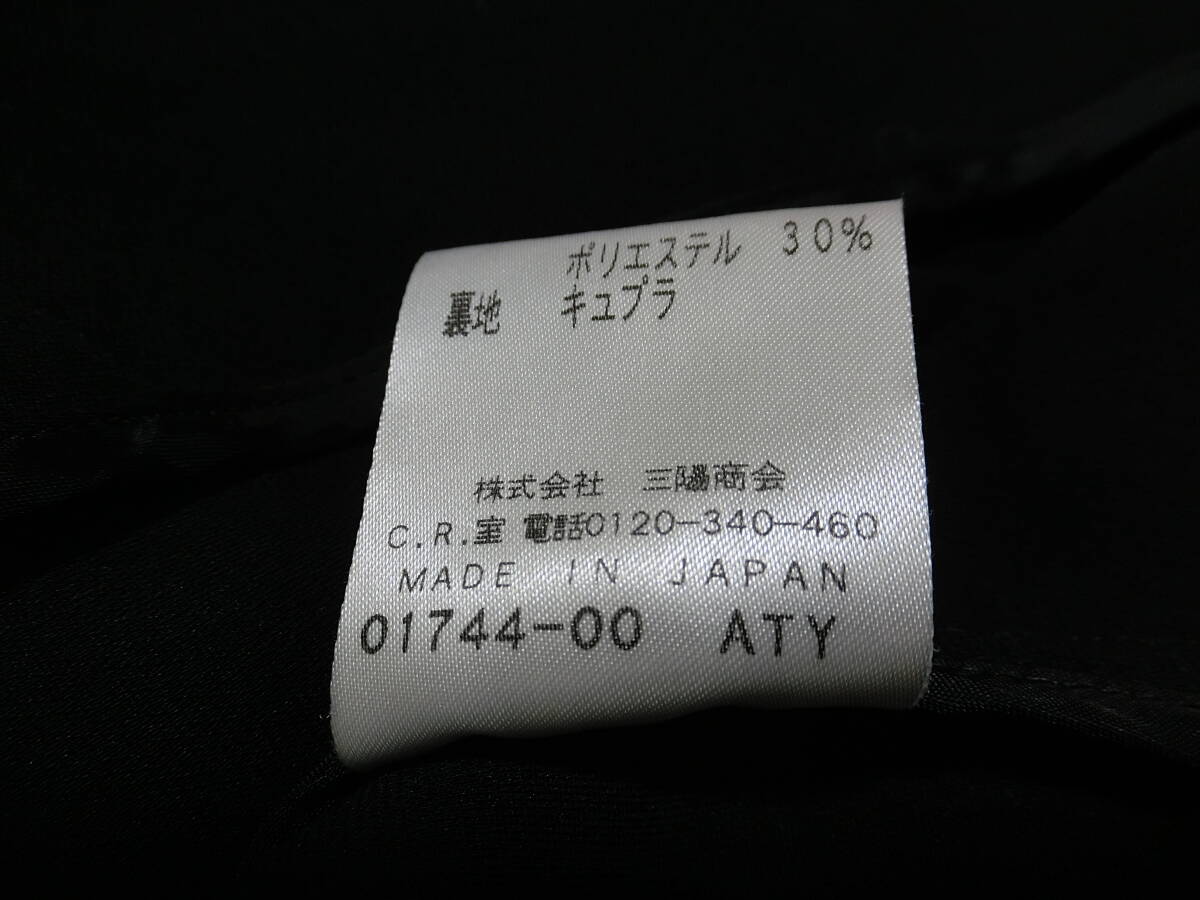 ポリエステル 30%
裏地 キュプラ
株式会社 三陽商会
C.R.室 電話0120-340-460
MADE IN JAPAN
01744-00 ATY